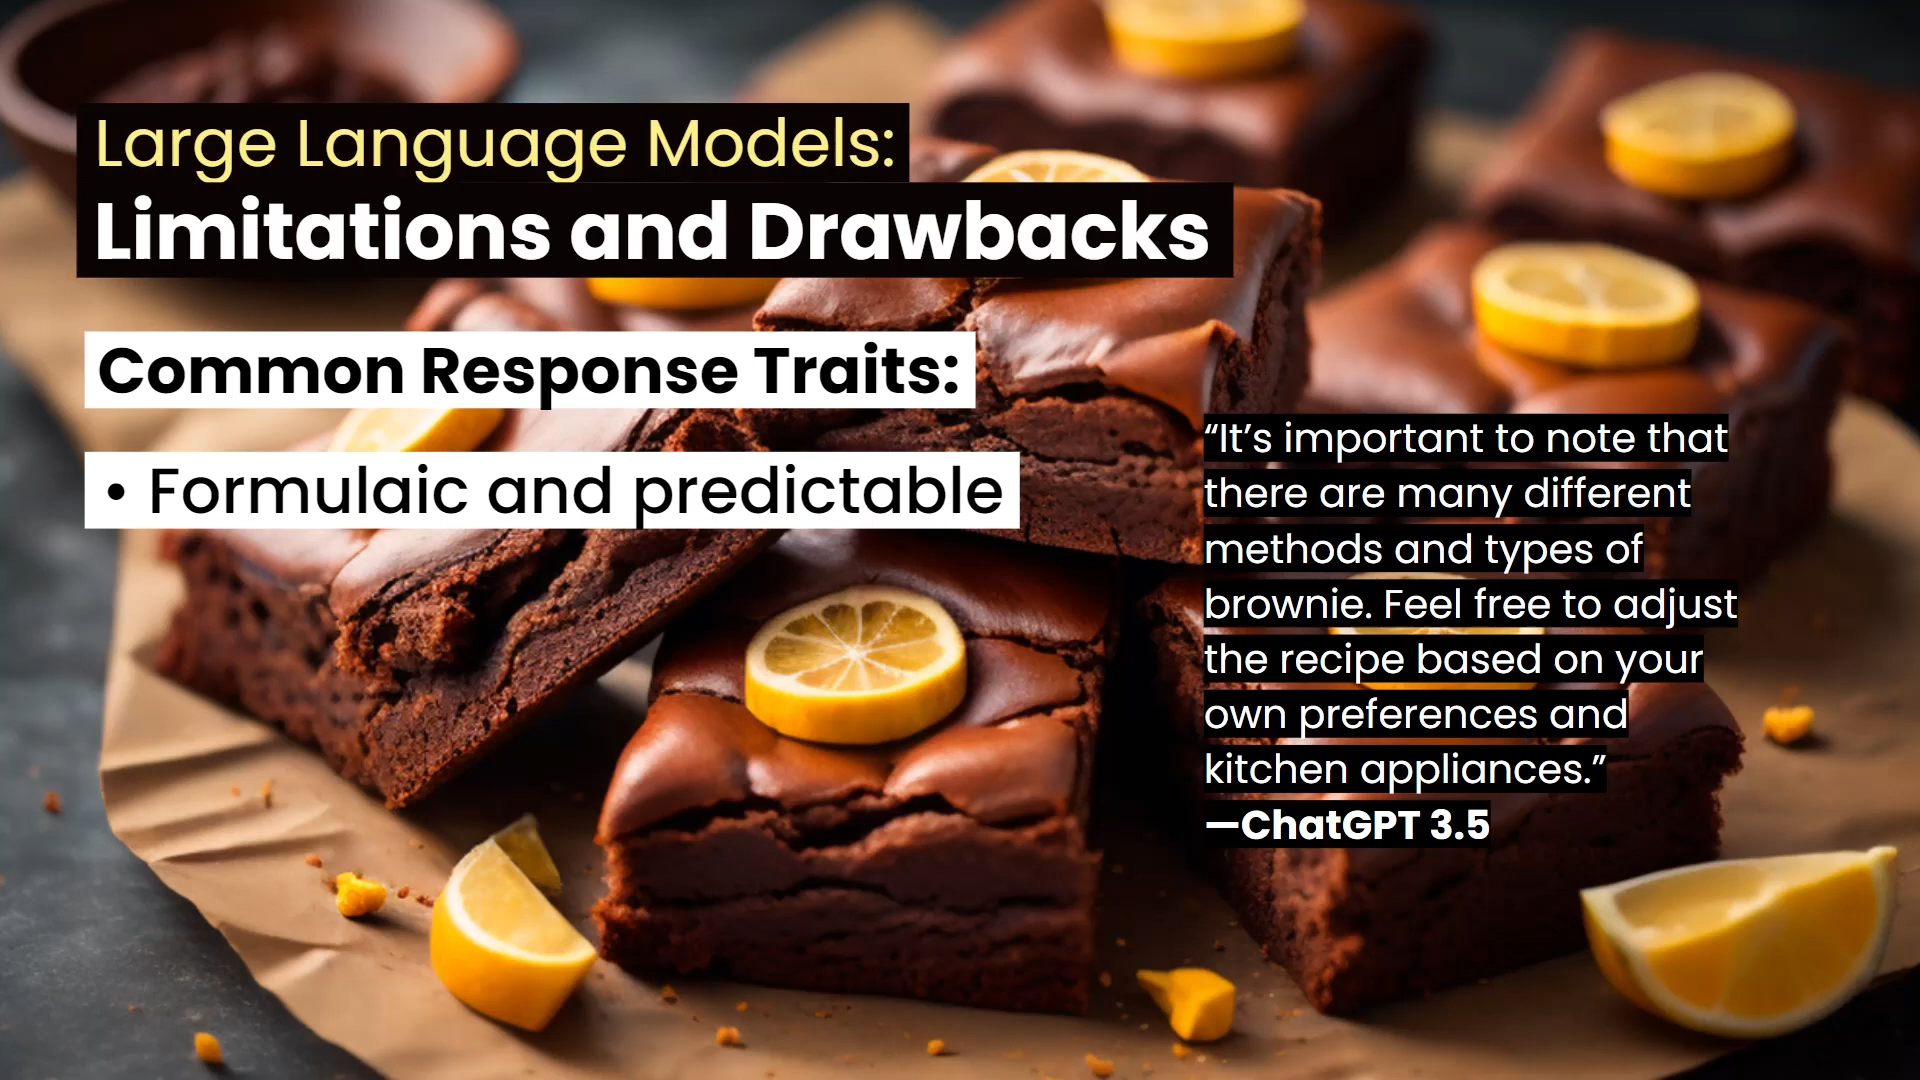 Large Language Models:
Limitations and Drawbacks
Common Response Traits:
• Formulaic and predictable
“It’s important to note that
there are many different
methods and types of
brownie. Feel free to adjust
the recipe based on your
own preferences and
kitchen appliances.”
—ChatGPT 3.5